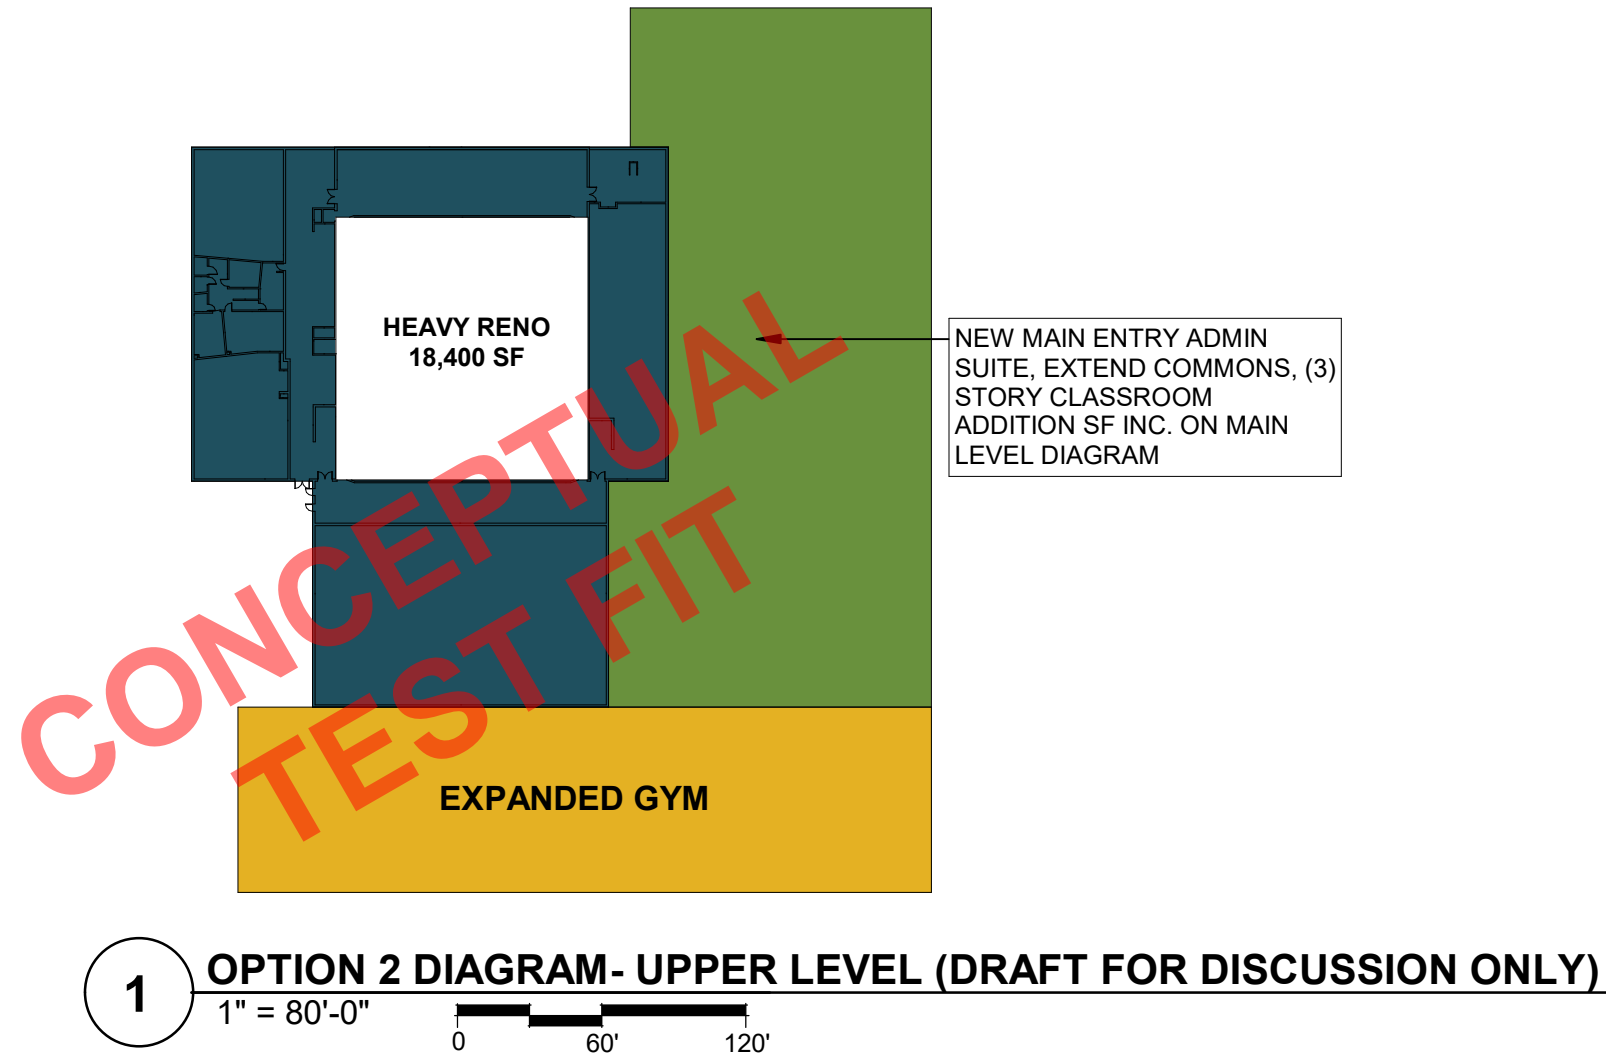 HEAVY RENO
18,400 SF
NEW MAIN ENTRY ADMIN
SUITE, EXTEND COMMONS, (3)
STORY CLASSROOM
ADDITION SF INC. ON MAIN
LEVEL DIAGRAM
CONCEPTUAL
TEST FIT
EXPANDED GYM
1
OPTION 2 DIAGRAM- UPPER LEVEL (DRAFT FOR DISCUSSION ONLY)
1" = 80'-0"
0 60' 120'